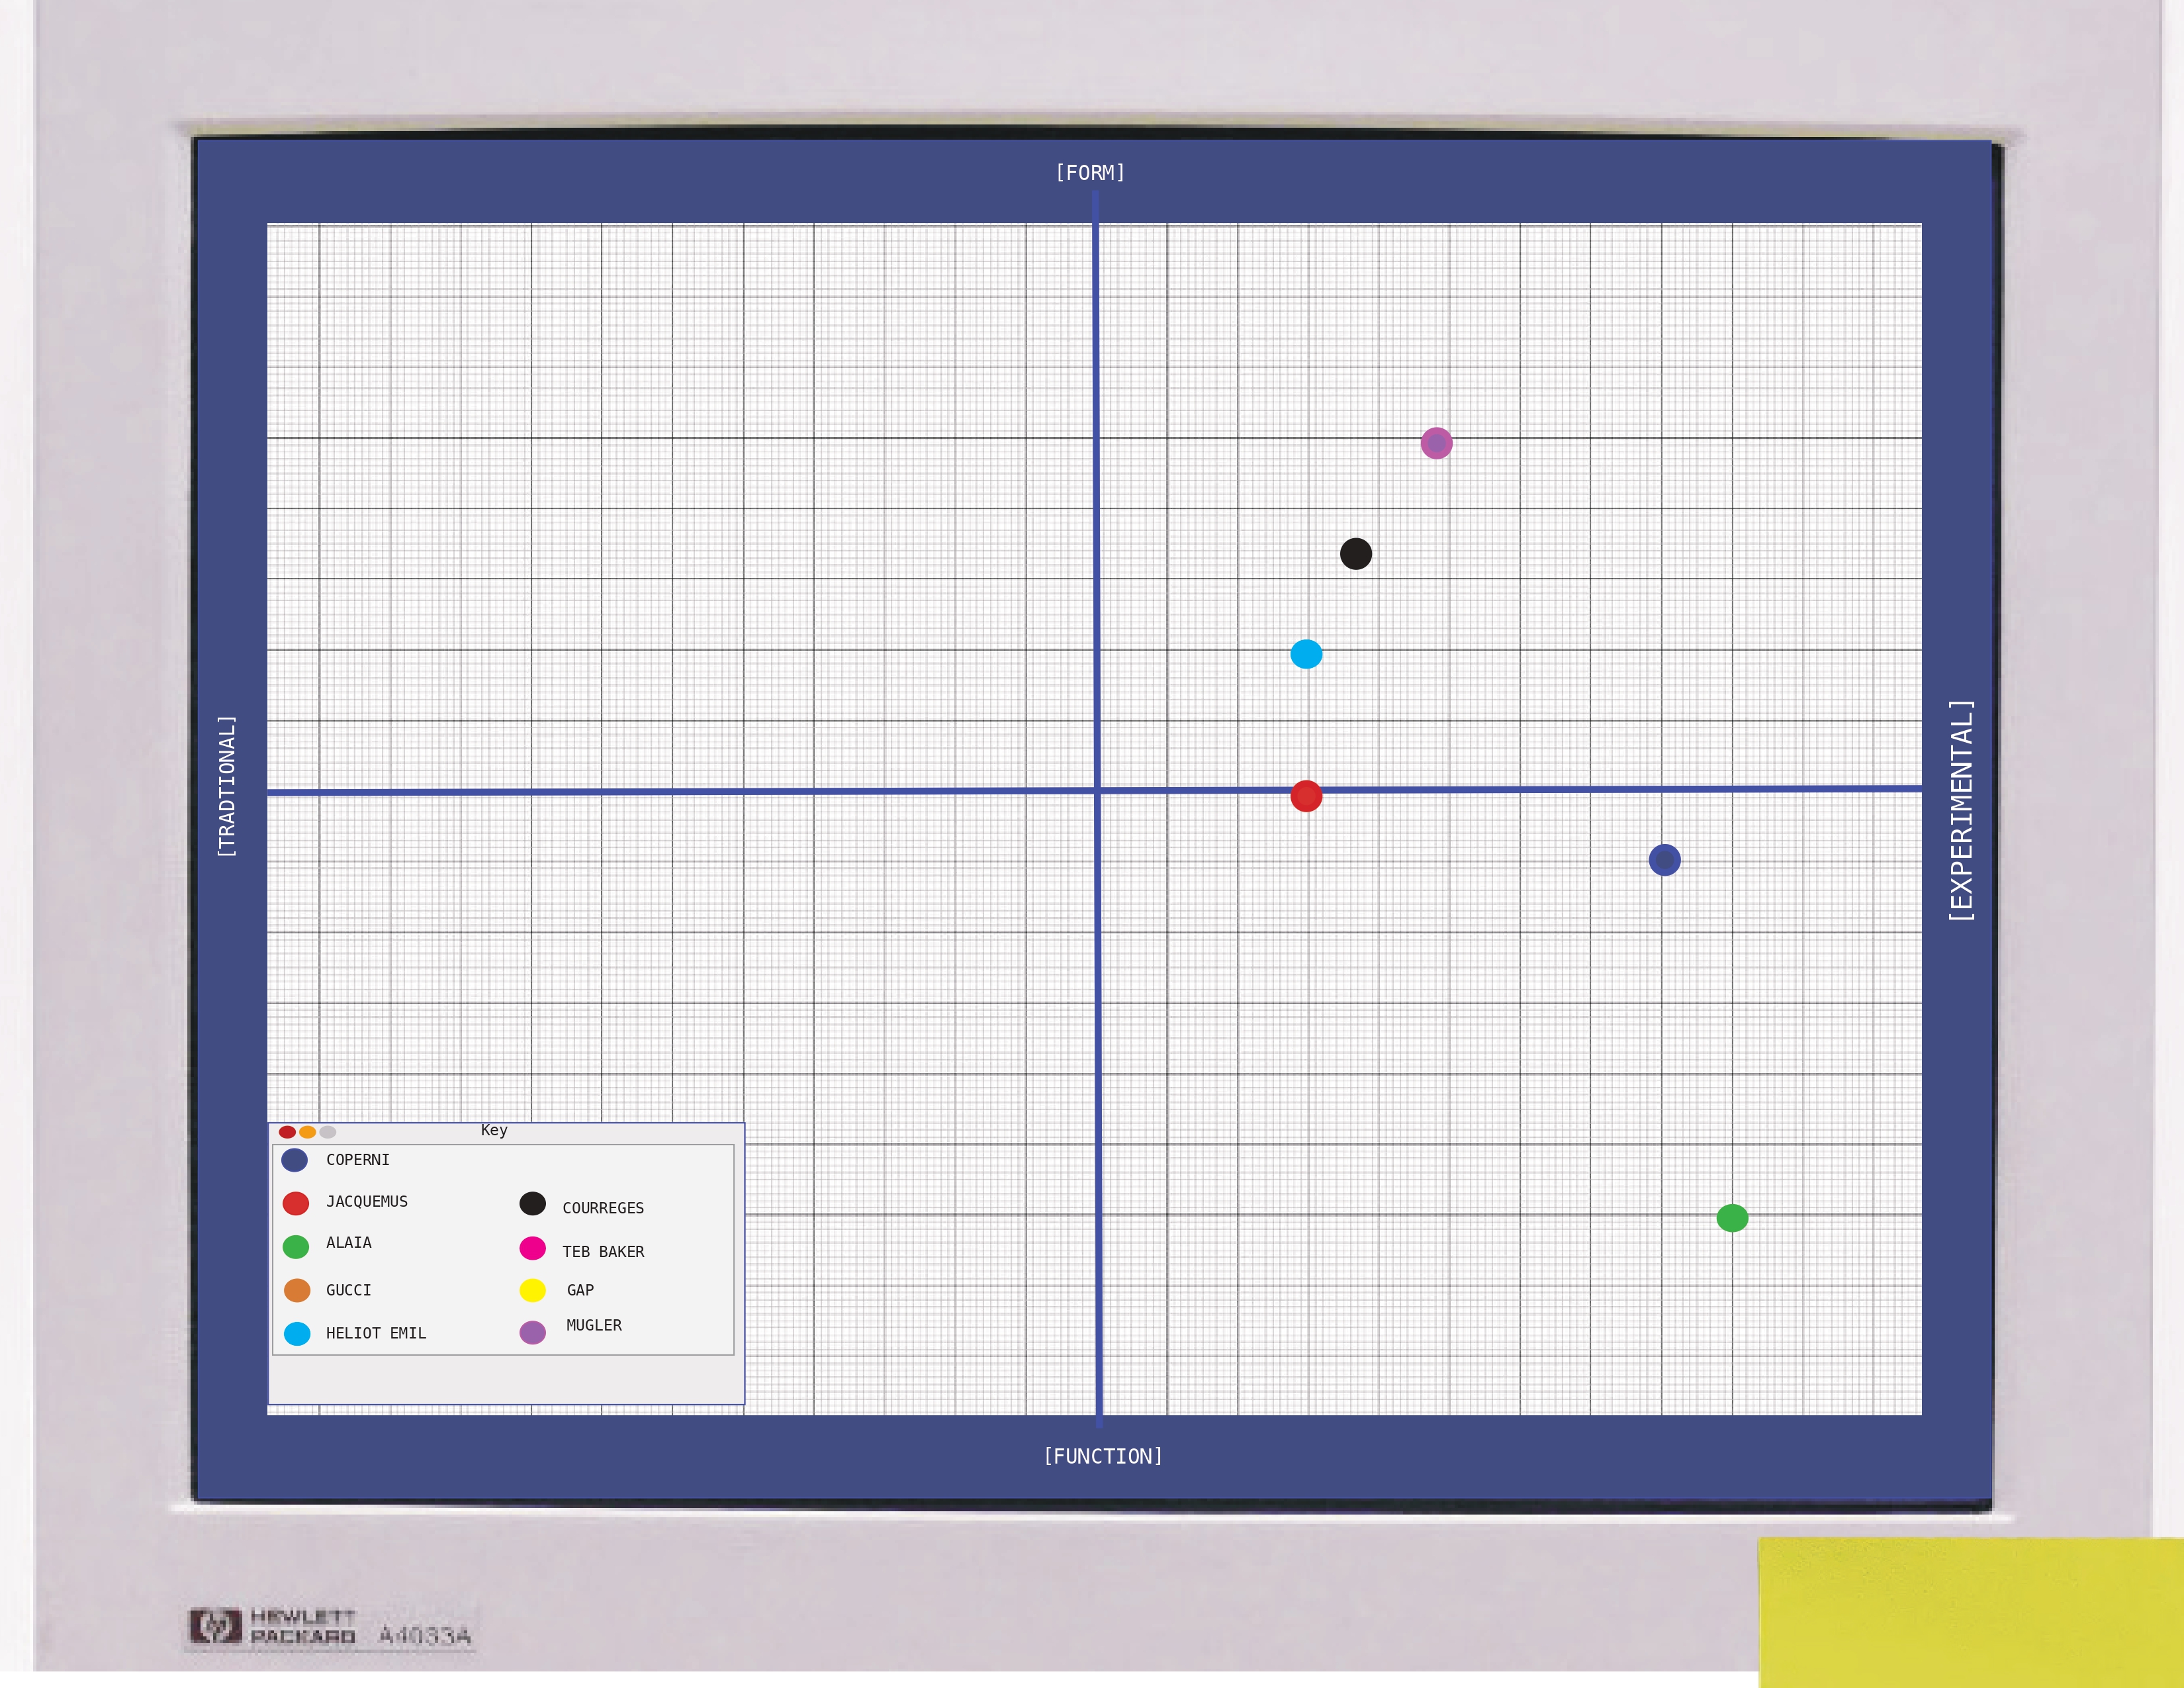 [FORM]
[TRADTIONAL]
[EXPERIMENTAL]
Key
COPERNI
JACQUEMUS
ALAIA
GUCCI
HELIOT EMIL
COURREGES
TEB BAKER
GAP
MUGLER
[FUNCTION]
hp HEWLETT
PACKARD A4033A